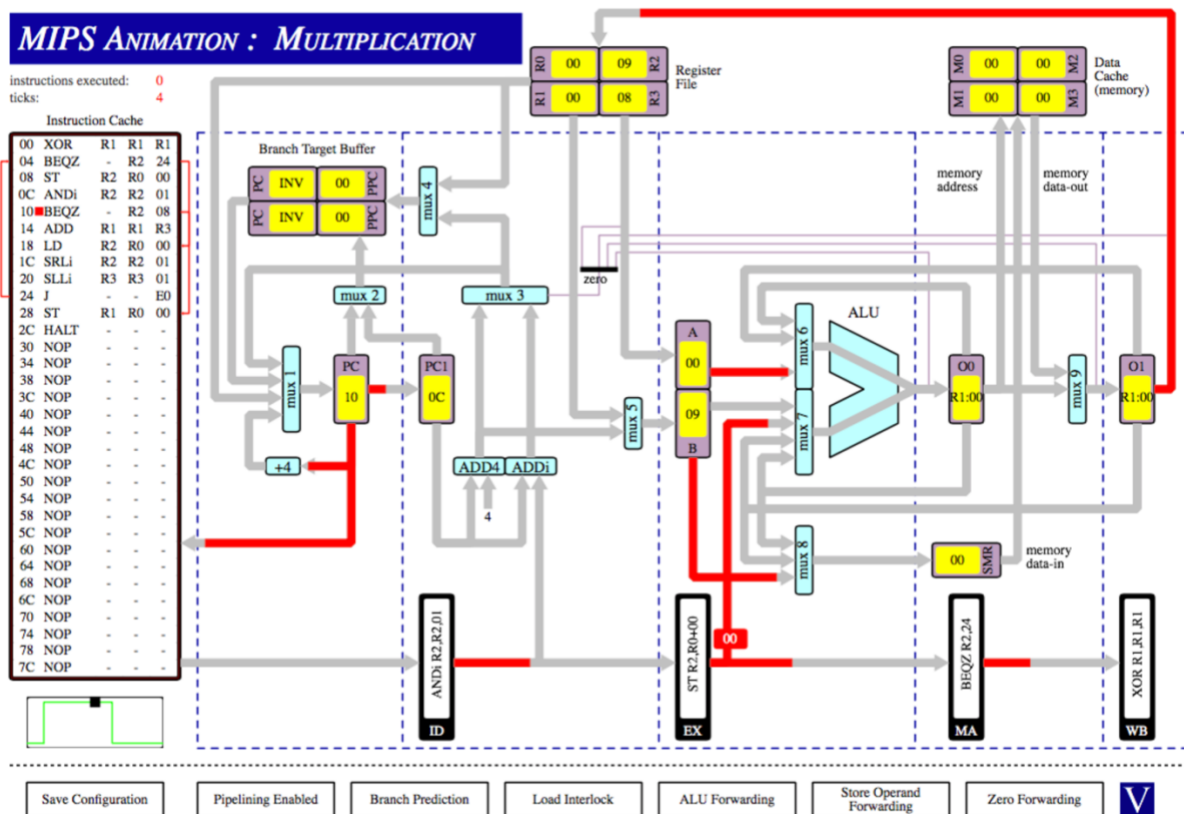 MIPS ANIMATION : MULTIPLICATION
instructions executed: 0
ticks: 4
Instruction Cache
00 XOR R1 R1 R1
04 BEQZ - R2 24
08 ST R2 R0 00
0C ANDi R2 R2 01
10 BEQZ - R2 08
14 ADD R1 R1 R3
18 LD R2 R0 00
1C SRLi R2 R2 01
20 SLLi R3 R3 01
24 J - - E0
28 ST R1 R0 00
2C HALT - - -
30 NOP - - -
34 NOP - - -
38 NOP - - -
3C NOP - - -
40 NOP - - -
44 NOP - - -
48 NOP - - -
4C NOP - - -
50 NOP - - -
54 NOP - - -
58 NOP - - -
5C NOP - - -
60 NOP - - -
64 NOP - - -
68 NOP - - -
6C NOP - - -
70 NOP - - -
74 NOP - - -
78 NOP - - -
7C NOP - - -
R0 00 09 R2
R1 00 08 R3
Register
File
M0 00 00 M2
M1 00 00 M3
Data
Cache
(memory)
Branch Target Buffer
PC INV 00 PPC
PC INV 00 PPC
mux 4
memory
address
memory
data-out
zero
mux 2
mux 3
mux 1
PC
10
PC1
0C
+4
ADD4
ADDi
4
mux 5
A
00
09
B
mux 6
mux 7
ALU
O0
R1:00
mux 9
O1
R1:00
mux 8
00 SMR
memory
data-in
00
ANDi R2,R2,01
ID
ST R2,R0+00
EX
BEQZ R2,24
MA
XOR R1,R1,R1
WB
Save Configuration
Pipelining Enabled
Branch Prediction
Load Interlock
ALU Forwarding
Store Operand
Forwarding
Zero Forwarding
V